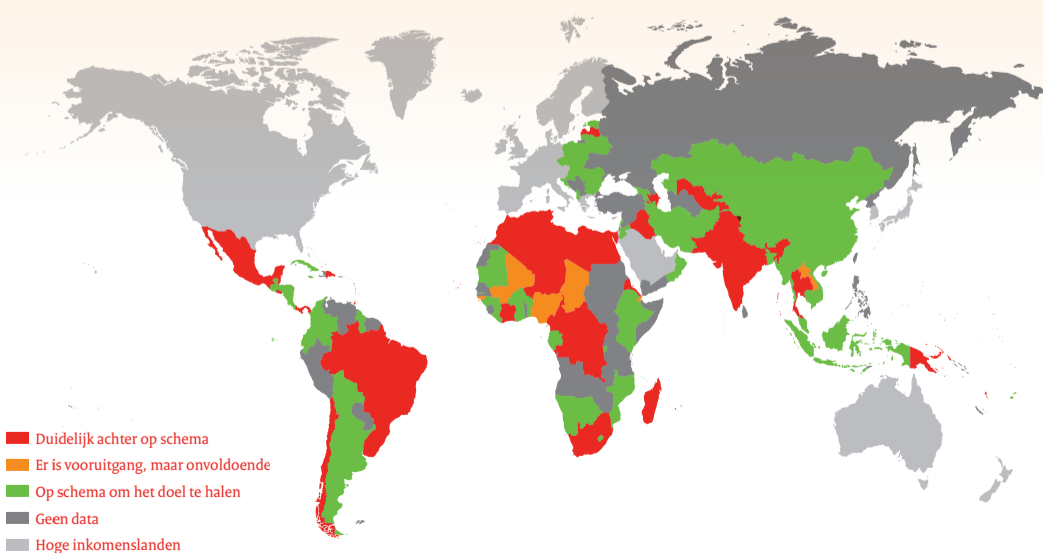 Duidelijk achter op schema
Er is vooruitgang, maar onvoldoende
Op schema om het doel te halen
Geen data
Hoge inkomenslanden